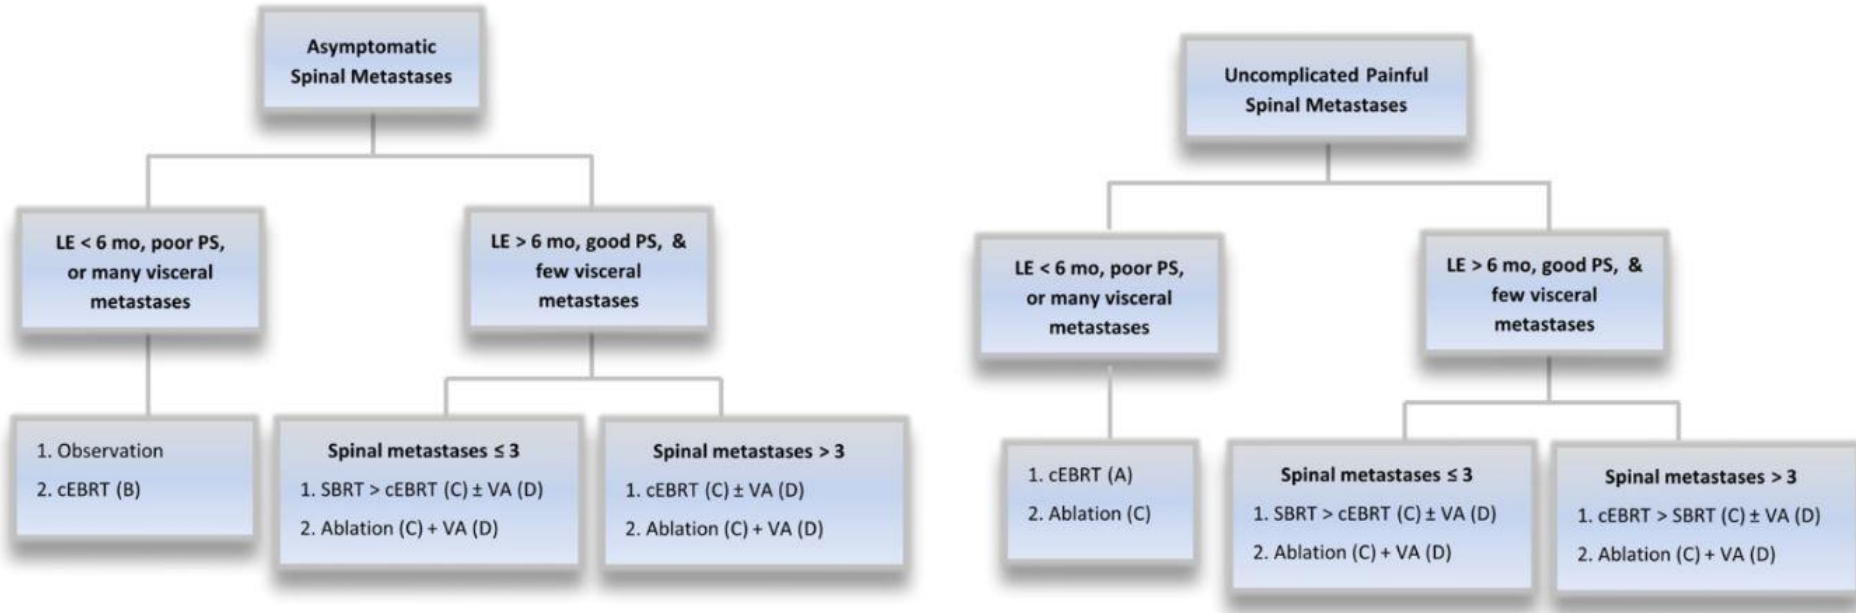 Asymptomatic
Spinal Metastases
LE < 6 mo, poor PS,
or many visceral
metastases
LE > 6 mo, good PS, &
few visceral
metastases
1. Observation
2. cEBRT (B)
Spinal metastases ≤ 3
1. SBRT > cEBRT (C) ± VA (D)
2. Ablation (C) + VA (D)
Spinal metastases > 3
1. cEBRT (C) ± VA (D)
2. Ablation (C) + VA (D)
Uncomplicated Painful
Spinal Metastases
LE < 6 mo, poor PS,
or many visceral
metastases
LE > 6 mo, good PS, &
few visceral
metastases
1. cEBRT (A)
2. Ablation (C)
Spinal metastases ≤ 3
1. SBRT > cEBRT (C) ± VA (D)
2. Ablation (C) + VA (D)
Spinal metastases > 3
1. cEBRT > SBRT (C) ± VA (D)
2. Ablation (C) + VA (D)